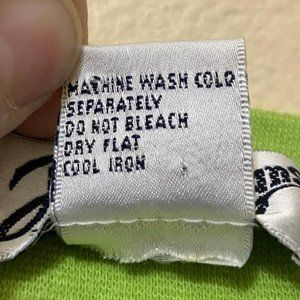 MACHINE WASH COLD
SEPARATELY
DO NOT BLEACH
DRY FLAT
COOL IRON